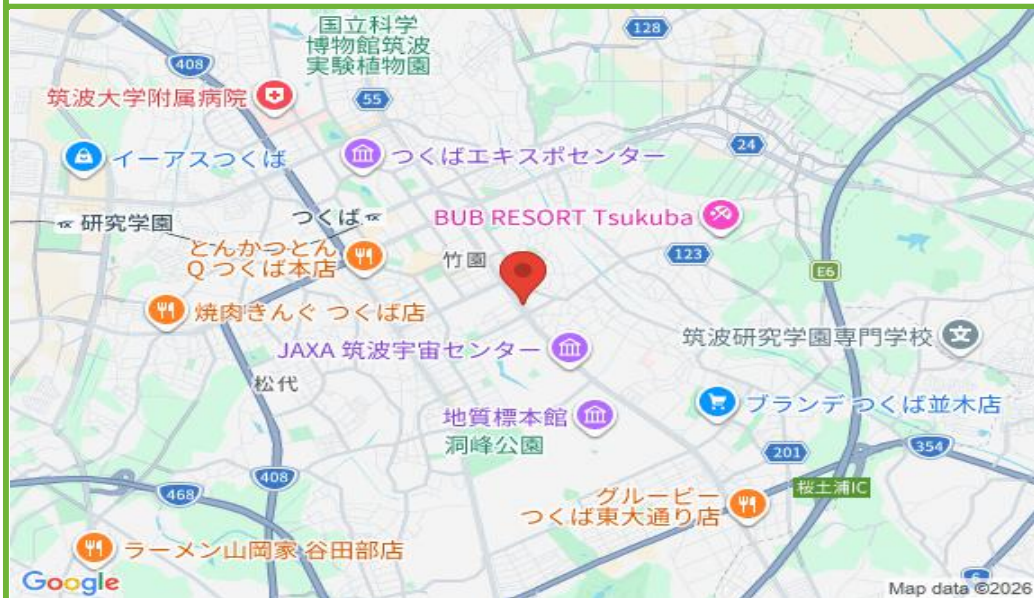 国立科学
博物館筑波
実験植物園
128
408
筑波大学附属病院
55
24
イーアスつくば
つくばエキスポセンター
研究学園
つくば
BUB RESORT Tsukuba
とんかつとん
Q つくば本店
竹園
123
E6
焼肉きんぐ つくば店
JAXA 筑波宇宙センター
筑波研究学園専門学校
文
松代
地質標本館
洞峰公園
ブランデ つくば並木店
201
354
408
468
桜土浦IC
グルービー
つくば東大通り店
ラーメン山岡家 谷田部店
6
Google
Map data ©2026